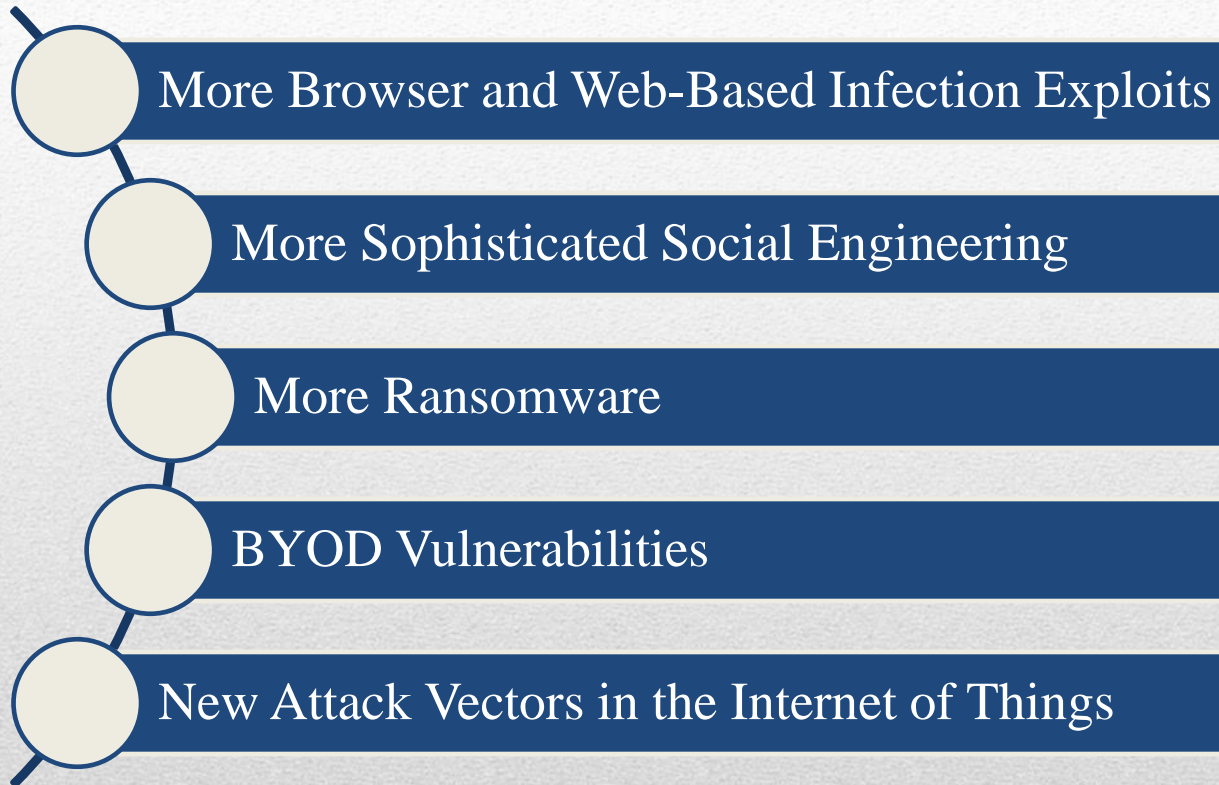 More Browser and Web-Based Infection Exploits
More Sophisticated Social Engineering
More Ransomware
BYOD Vulnerabilities
New Attack Vectors in the Internet of Things